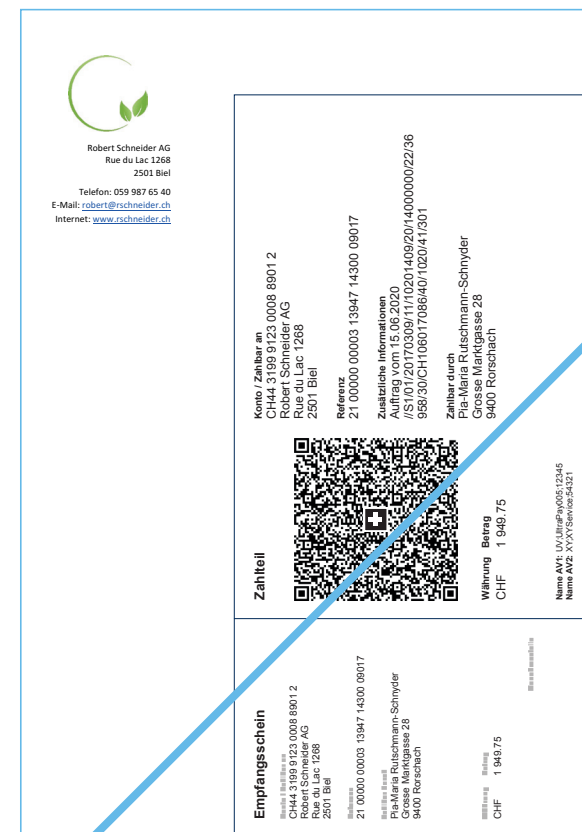 Robert Schneider AG
Rue du Lac 1268
2501 Biel
Telefon: 059 987 65 40
E-Mail: robert@rschneider.ch
Internet: www.rschneider.ch
Zahlteil
Währung Betrag
CHF 1 949.75
Konto / Zahlbar an
CH44 3199 9123 0008 8901 2
Robert Schneider AG
Rue du Lac 1268
2501 Biel
Referenz
21 00000 00003 13947 14300 09017
Zusätzliche Informationen
Auftrag vom 15.06.2020
//S1/01/20170309/11/10201409/20/14000000/22/36
958/30/CH106017086/40/1020/41/301
Zahlbar durch
Pia-Maria Rutschmann-Schnyder
Grosse Marktgasse 28
9400 Rorschach
Name AV1: UV;UltraPay005;12345
Name AV2: XY;XYService;54321
Empfangsschein
CH44 3199 9123 0008 8901 2
Robert Schneider AG
Rue du Lac 1268
2501 Biel
21 00000 00003 13947 14300 09017
Pia-Maria Rutschmann-Schnyder
Grosse Marktgasse 28
9400 Rorschach
CHF 1 949.75